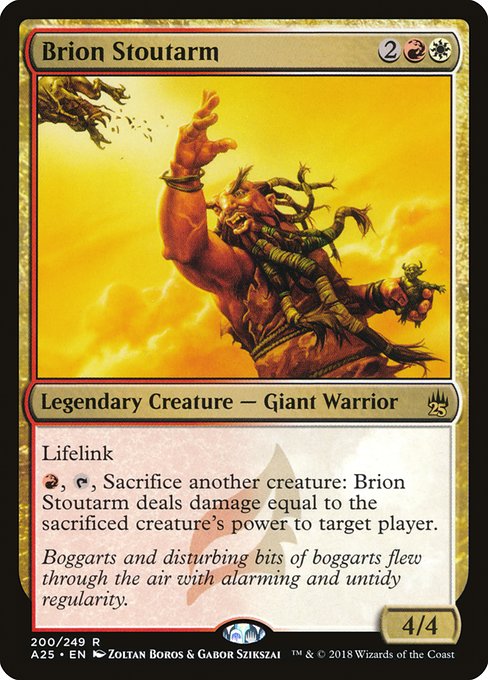 Brion Stoutarm 2
Legendary Creature — Giant Warrior 25
Lifelink
, , Sacrifice another creature: Brion
Stoutarm deals damage equal to the
sacrificed creature's power to target player.
Boggarts and disturbing bits of boggarts flew
through the air with alarming and untidy
regularity.
4/4
200/249 R
A25 • EN Zoltan Boros & Gabor Szikszai ™ & © 2018 Wizards of the Coast